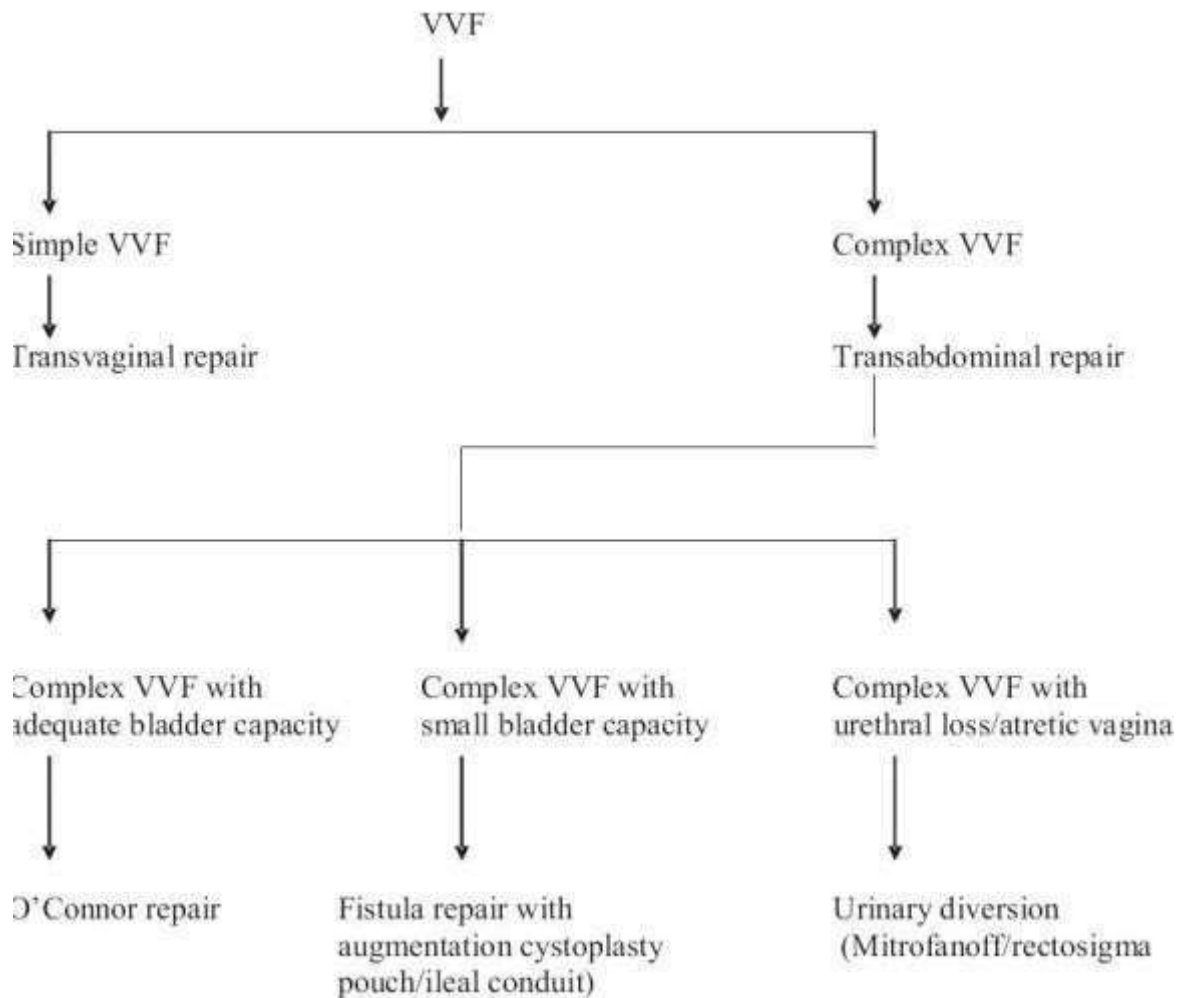 VVF
Simple VVF
Complex VVF
Transvaginal repair
Transabdominal repair
Complex VVF with
adequate bladder capacity
Complex VVF with
small bladder capacity
Complex VVF with
urethral loss/atretic vagina
O'Connor repair
Fistula repair with
augmentation cystoplasty
pouch/ileal conduit)
Urinary diversion
(Mitrofanoff/rectosigma